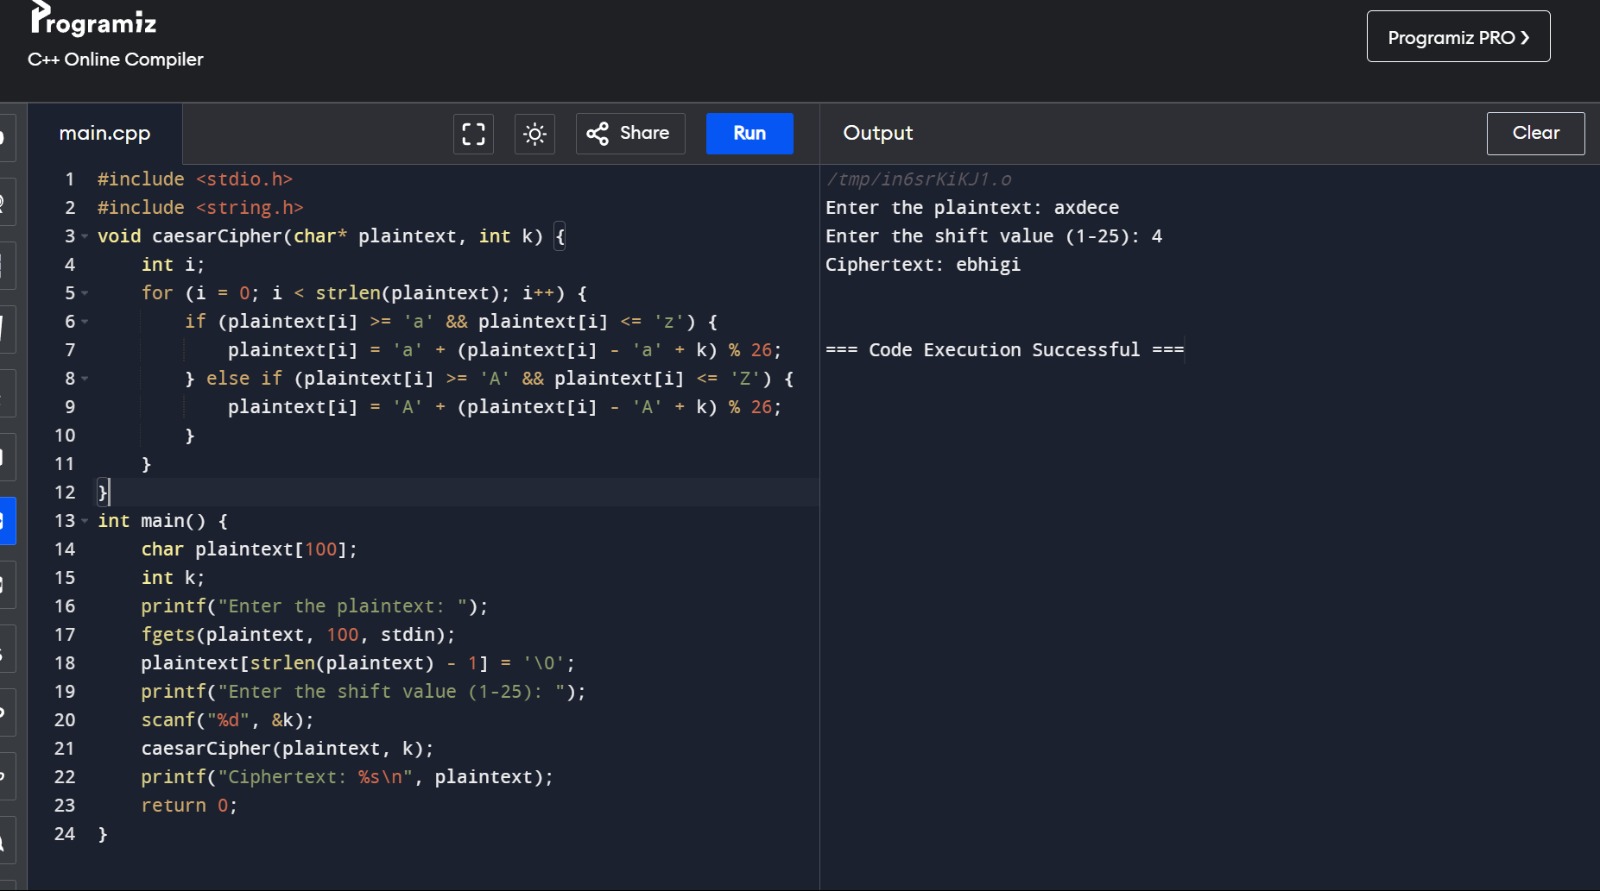 Programiz
C++ Online Compiler
Programiz PRO ❯
main.cpp
Share
Run
Output
Clear
1 #include <stdio.h>
2 #include <string.h>
3 void caesarCipher(char* plaintext, int k) {
4     int i;
5     for (i = 0; i < strlen(plaintext); i++) {
6         if (plaintext[i] >= 'a' && plaintext[i] <= 'z') {
7             plaintext[i] = 'a' + (plaintext[i] - 'a' + k) % 26;
8         } else if (plaintext[i] >= 'A' && plaintext[i] <= 'Z') {
9             plaintext[i] = 'A' + (plaintext[i] - 'A' + k) % 26;
10         }
11     }
12 }
13 int main() {
14     char plaintext[100];
15     int k;
16     printf("Enter the plaintext: ");
17     fgets(plaintext, 100, stdin);
18     plaintext[strlen(plaintext) - 1] = '\0';
19     printf("Enter the shift value (1-25): ");
20     scanf("%d", &k);
21     caesarCipher(plaintext, k);
22     printf("Ciphertext: %s\n", plaintext);
23     return 0;
24 }
/tmp/in6srKiKJ1.o
Enter the plaintext: axdece
Enter the shift value (1-25): 4
Ciphertext: ebhigi
=== Code Execution Successful ===